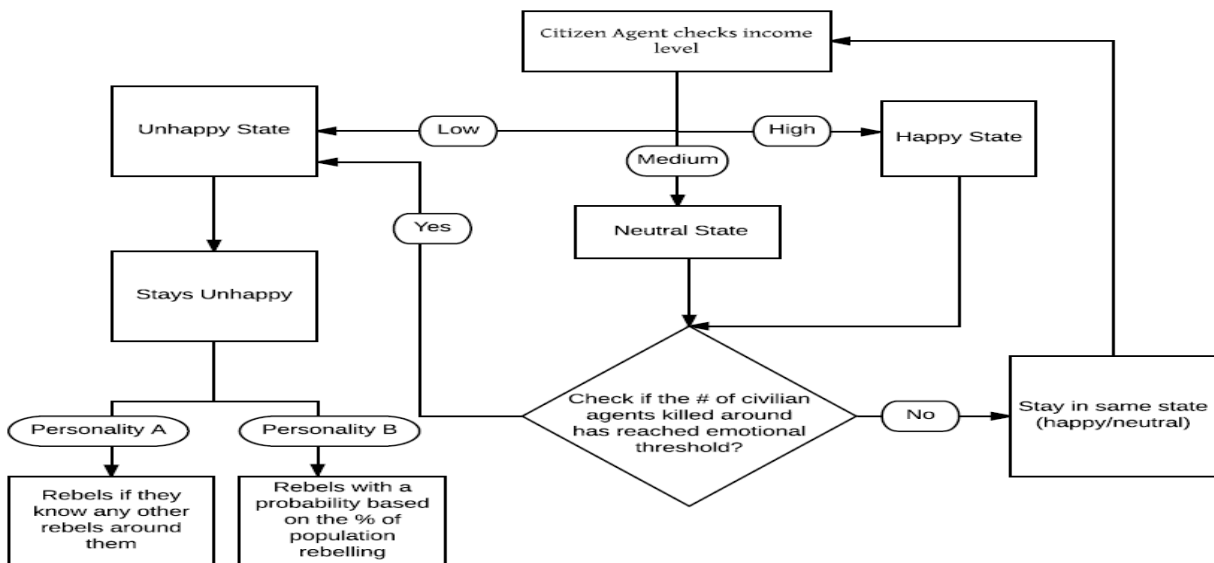 Citizen Agent checks income
level
Unhappy State
Low
High
Happy State
Medium
Yes
Neutral State
Stays Unhappy
Check if the # of civilian
agents killed around
has reached emotional
threshold?
No
Stay in same state
(happy/neutral)
Personality A
Personality B
Rebels if they
know any other
rebels around
them
Rebels with a
probability based
on the % of
population
rebelling